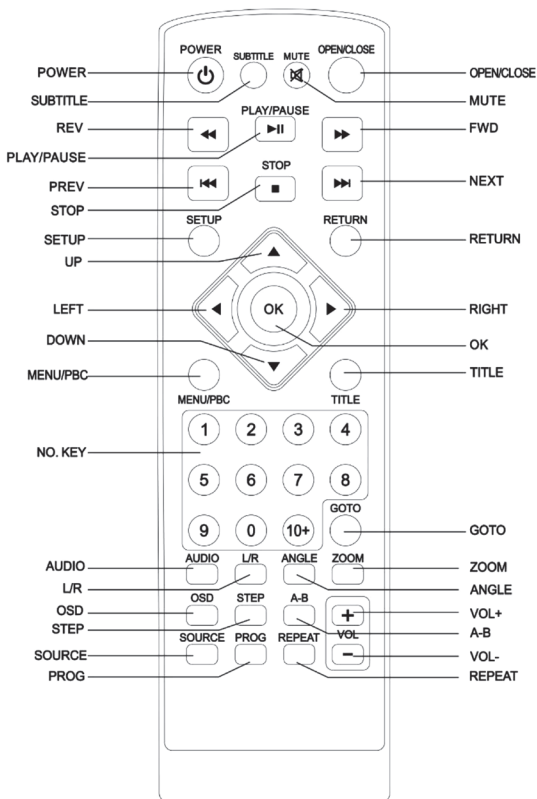 POWER SUBTITLE MUTE OPEN/CLOSE
POWER OPEN/CLOSE
SUBTITLE MUTE
PLAY/PAUSE
REV FWD
PLAY/PAUSE
STOP
PREV NEXT
STOP
SETUP RETURN
SETUP RETURN
UP
LEFT OK RIGHT
DOWN OK
MENU/PBC TITLE
MENU/PBC TITLE
1 2 3 4
NO. KEY
5 6 7 8
GOTO
9 0 10+ GOTO
AUDIO L/R ANGLE ZOOM
AUDIO ZOOM
L/R ANGLE
OSD STEP A-B
OSD + VOL+
STEP A-B
SOURCE PROG REPEAT VOL
SOURCE - VOL-
PROG REPEAT